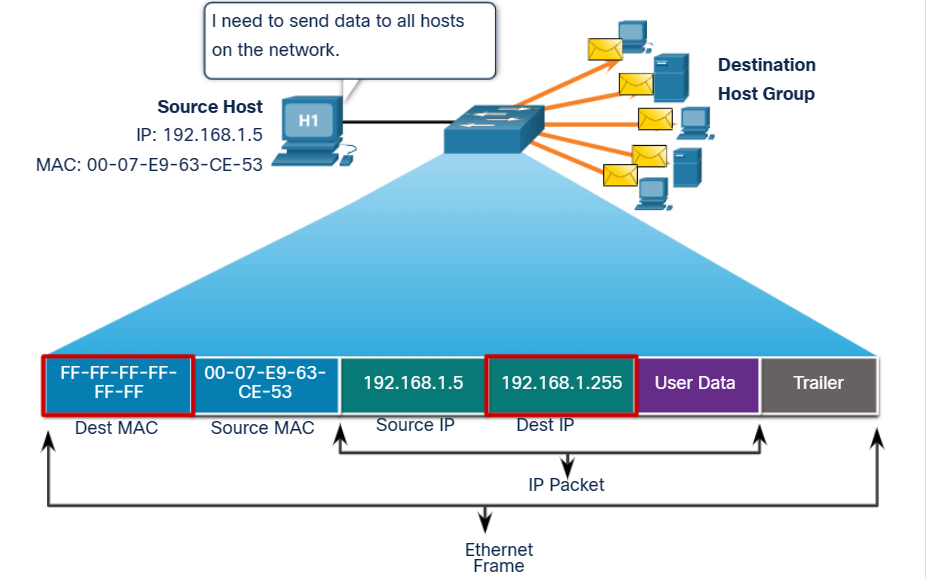 I need to send data to all hosts
on the network.
Destination
Host Group
Source Host
IP: 192.168.1.5
MAC: 00-07-E9-63-CE-53
H1
FF-FF-FF-FF-
FF-FF
00-07-E9-63-
CE-53
192.168.1.5
192.168.1.255
User Data
Trailer
Dest MAC
Source MAC
Source IP
Dest IP
IP Packet
Ethernet
Frame